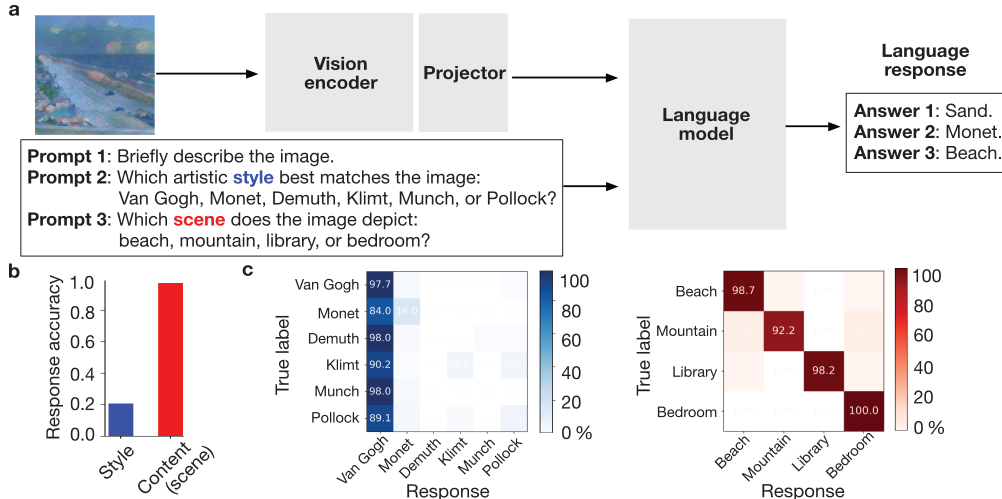 a
Vision encoder
Projector
Language model
Language response
Answer 1: Sand.
Answer 2: Monet.
Answer 3: Beach.
Prompt 1: Briefly describe the image.
Prompt 2: Which artistic style best matches the image:
Van Gogh, Monet, Demuth, Klimt, Munch, or Pollock?
Prompt 3: Which scene does the image depict:
beach, mountain, library, or bedroom?
b
Response accuracy
1.0
0.8
0.6
0.4
0.2
0.0
Style
Content
(scene)
c
True label
Van Gogh
Monet
Demuth
Klimt
Munch
Pollock
97.7
84.0 16.0
98.0
90.2
98.0
89.1
Van Gogh
Monet
Demuth
Klimt
Munch
Pollock
Response
100
80
60
40
20
0 %
True label
Beach
Mountain
Library
Bedroom
98.7
92.2
98.2
100.0
Beach
Mountain
Library
Bedroom
Response
100
80
60
40
20
0 %